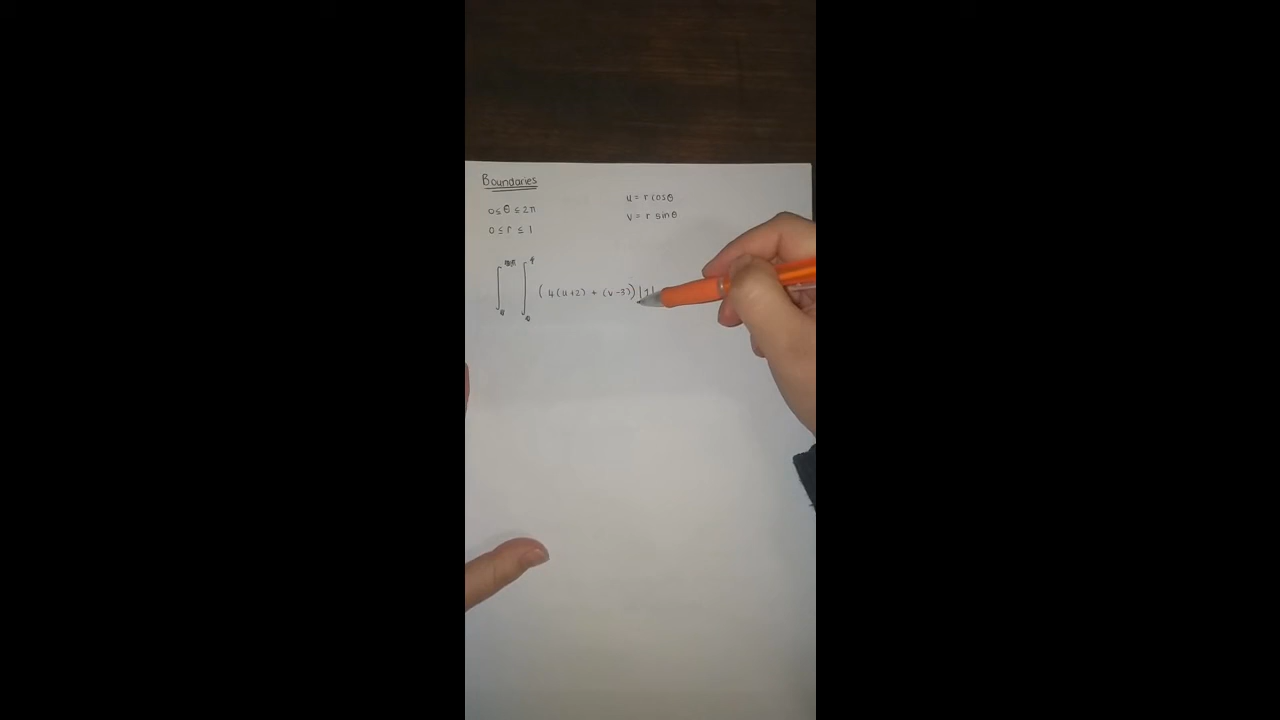 Boundaries
0 ≤ θ ≤ 2π
0 ≤ r ≤ 1
u = r cosθ
v = r sinθ
∫ ∫ (4(u+2) + (v-3)) |J|